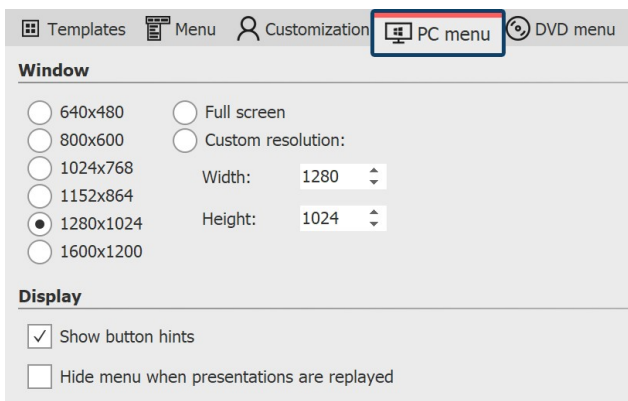 Templates Menu Customization PC menu DVD menu
Window
640x480
800x600
1024x768
1152x864
1280x1024
1600x1200
Full screen
Custom resolution:
Width: 1280
Height: 1024
Display
Show button hints
Hide menu when presentations are replayed